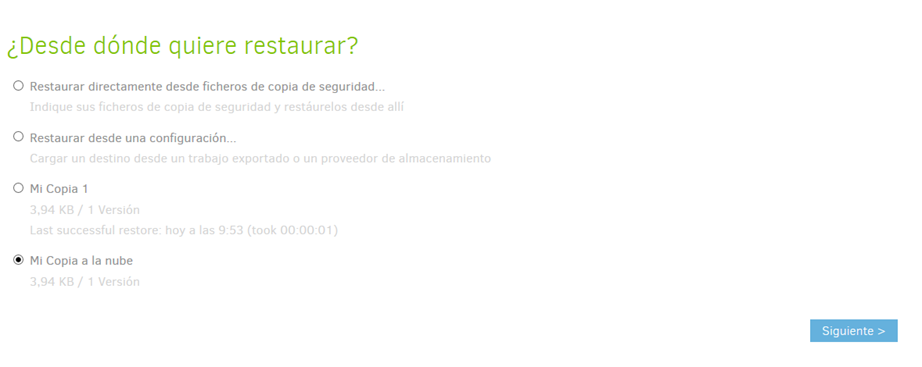 ¿Desde dónde quiere restaurar?
Restaurar directamente desde ficheros de copia de seguridad...
Indique sus ficheros de copia de seguridad y restáurelos desde allí
Restaurar desde una configuración...
Cargar un destino desde un trabajo exportado o un proveedor de almacenamiento
Mi Copia 1
3,94 KB / 1 Versión
Last successful restore: hoy a las 9:53 (took 00:00:01)
Mi Copia a la nube
3,94 KB / 1 Versión
Siguiente >